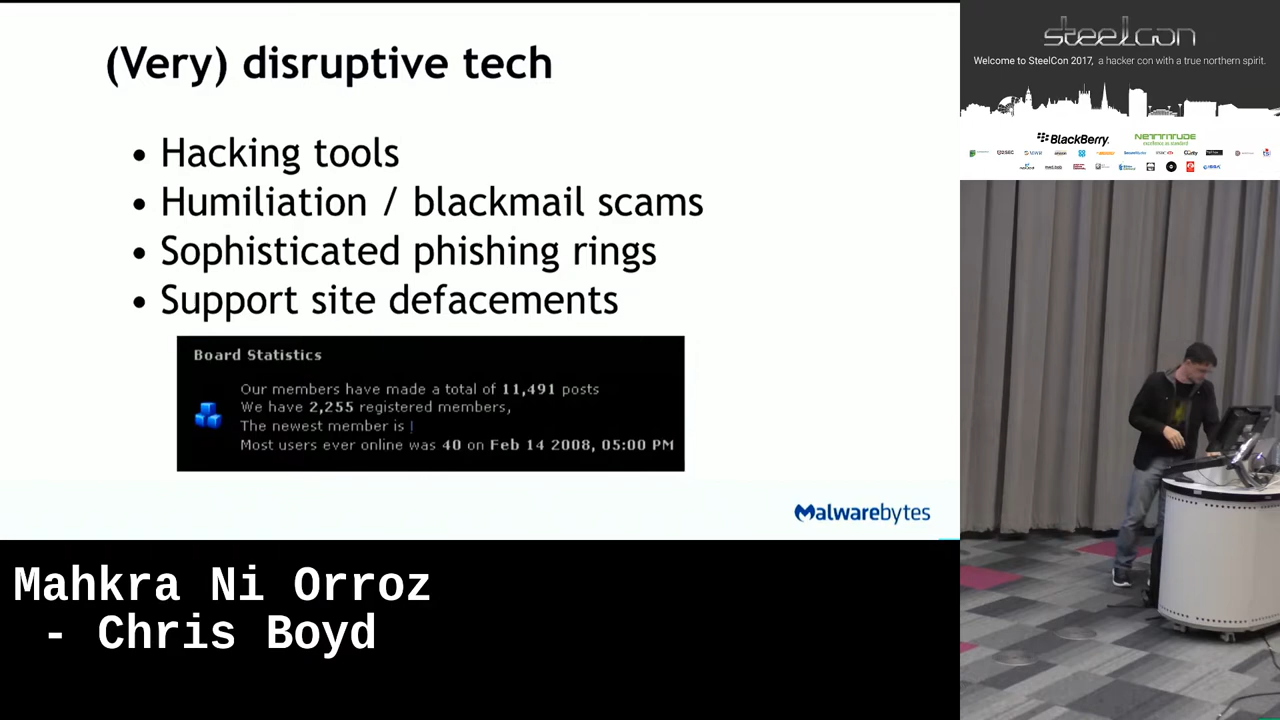 (Very) disruptive tech
• Hacking tools
• Humiliation / blackmail scams
• Sophisticated phishing rings
• Support site defacements
Board Statistics
Our members have made a total of 11,491 posts
We have 2,255 registered members,
The newest member is
Most users ever online was 40 on Feb 14 2008, 05:00 PM
Malwarebytes
Mahkra Ni Orroz
- Chris Boyd
steelcon
Welcome to SteelCon 2017, a hacker con with a true northern spirit.
BlackBerry
NETTITUDE